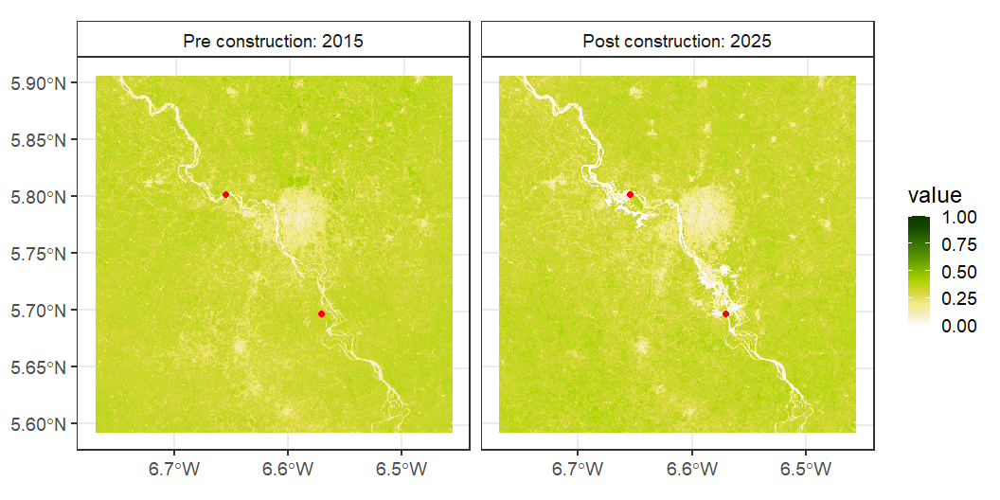 Pre construction: 2015
Post construction: 2025
5.90°N
5.85°N
5.80°N
5.75°N
5.70°N
5.65°N
5.60°N
6.7°W
6.6°W
6.5°W
6.7°W
6.6°W
6.5°W
value
1.00
0.75
0.50
0.25
0.00